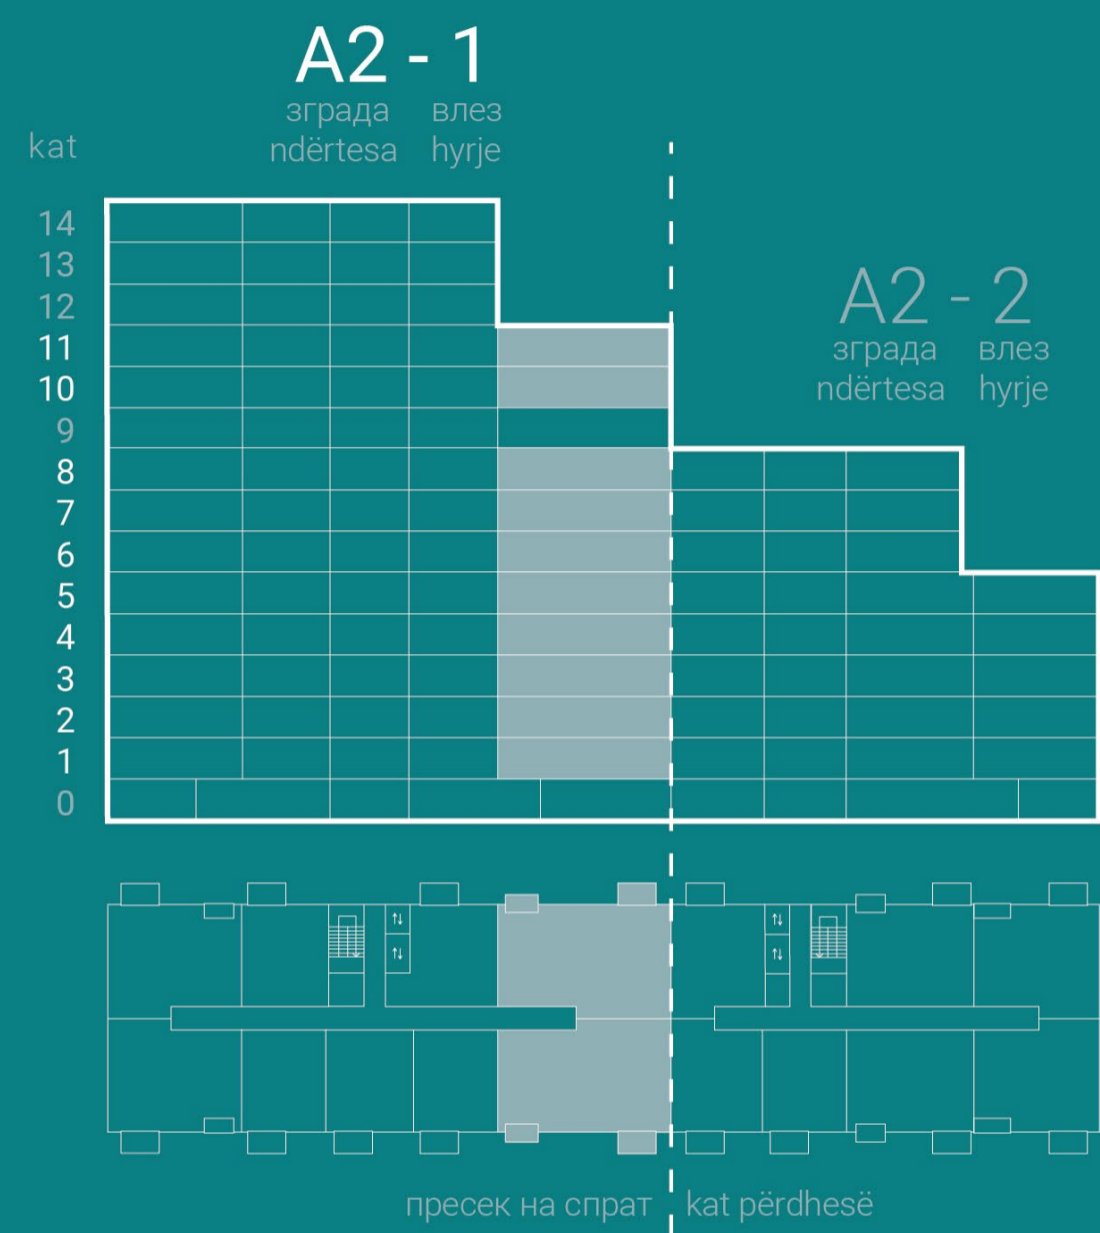 A2 - 1
зграда влез
ndërtesa hyrje
kat
14
13
12
11
10
9
8
7
6
5
4
3
2
1
0
A2 - 2
зграда влез
ndërtesa hyrje
пресек на спрат kat përdhesë